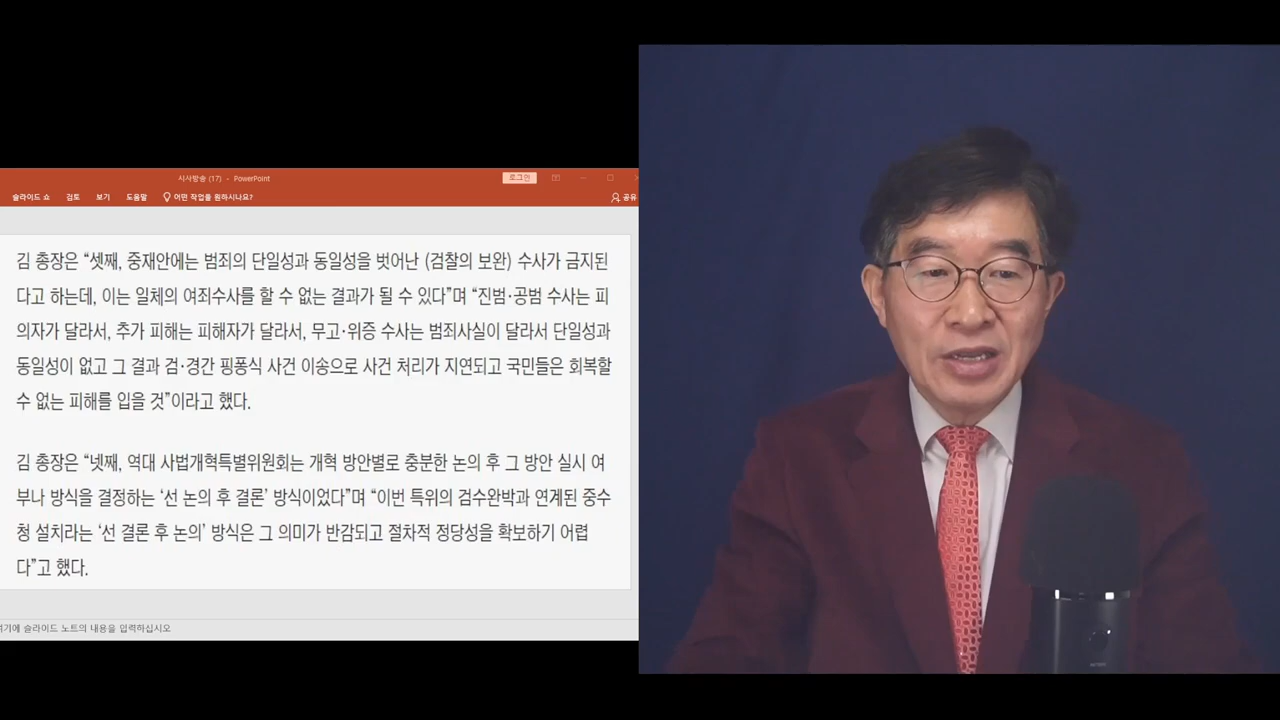 시사방송 (17) - PowerPoint
로그인
슬라이드 쇼 검토 보기 도움말 어떤 작업을 원하시나요? 공유
김 총장은 “셋째, 중재안에는 범죄의 단일성과 동일성을 벗어난 (검찰의 보완) 수사가 금지된
다고 하는데, 이는 일체의 여죄수사를 할 수 없는 결과가 될 수 있다”며 “진범·공범 수사는 피
의자가 달라서, 추가 피해는 피해자가 달라서, 무고·위증 수사는 범죄사실이 달라서 단일성과
동일성이 없고 그 결과 검·경간 핑퐁식 사건 이송으로 사건 처리가 지연되고 국민들은 회복할
수 없는 피해를 입을 것”이라고 했다.
김 총장은 “넷째, 역대 사법개혁특별위원회는 개혁 방안별로 충분한 논의 후 그 방안 실시 여
부나 방식을 결정하는 ‘선 논의 후 결론’ 방식이었다”며 “이번 특위의 검수완박과 연계된 중수
청 설치라는 ‘선 결론 후 논의’ 방식은 그 의미가 반감되고 절차적 정당성을 확보하기 어렵
다”고 했다.
여기에 슬라이드 노트의 내용을 입력하십시오